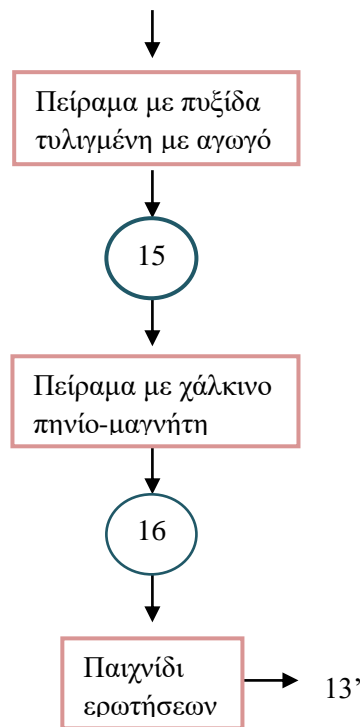 Πείραμα με πυξίδα
τυλιγμένη με αγωγό
15
Πείραμα με χάλκινο
πηνίο-μαγνήτη
16
Παιχνίδι
ερωτήσεων
13’